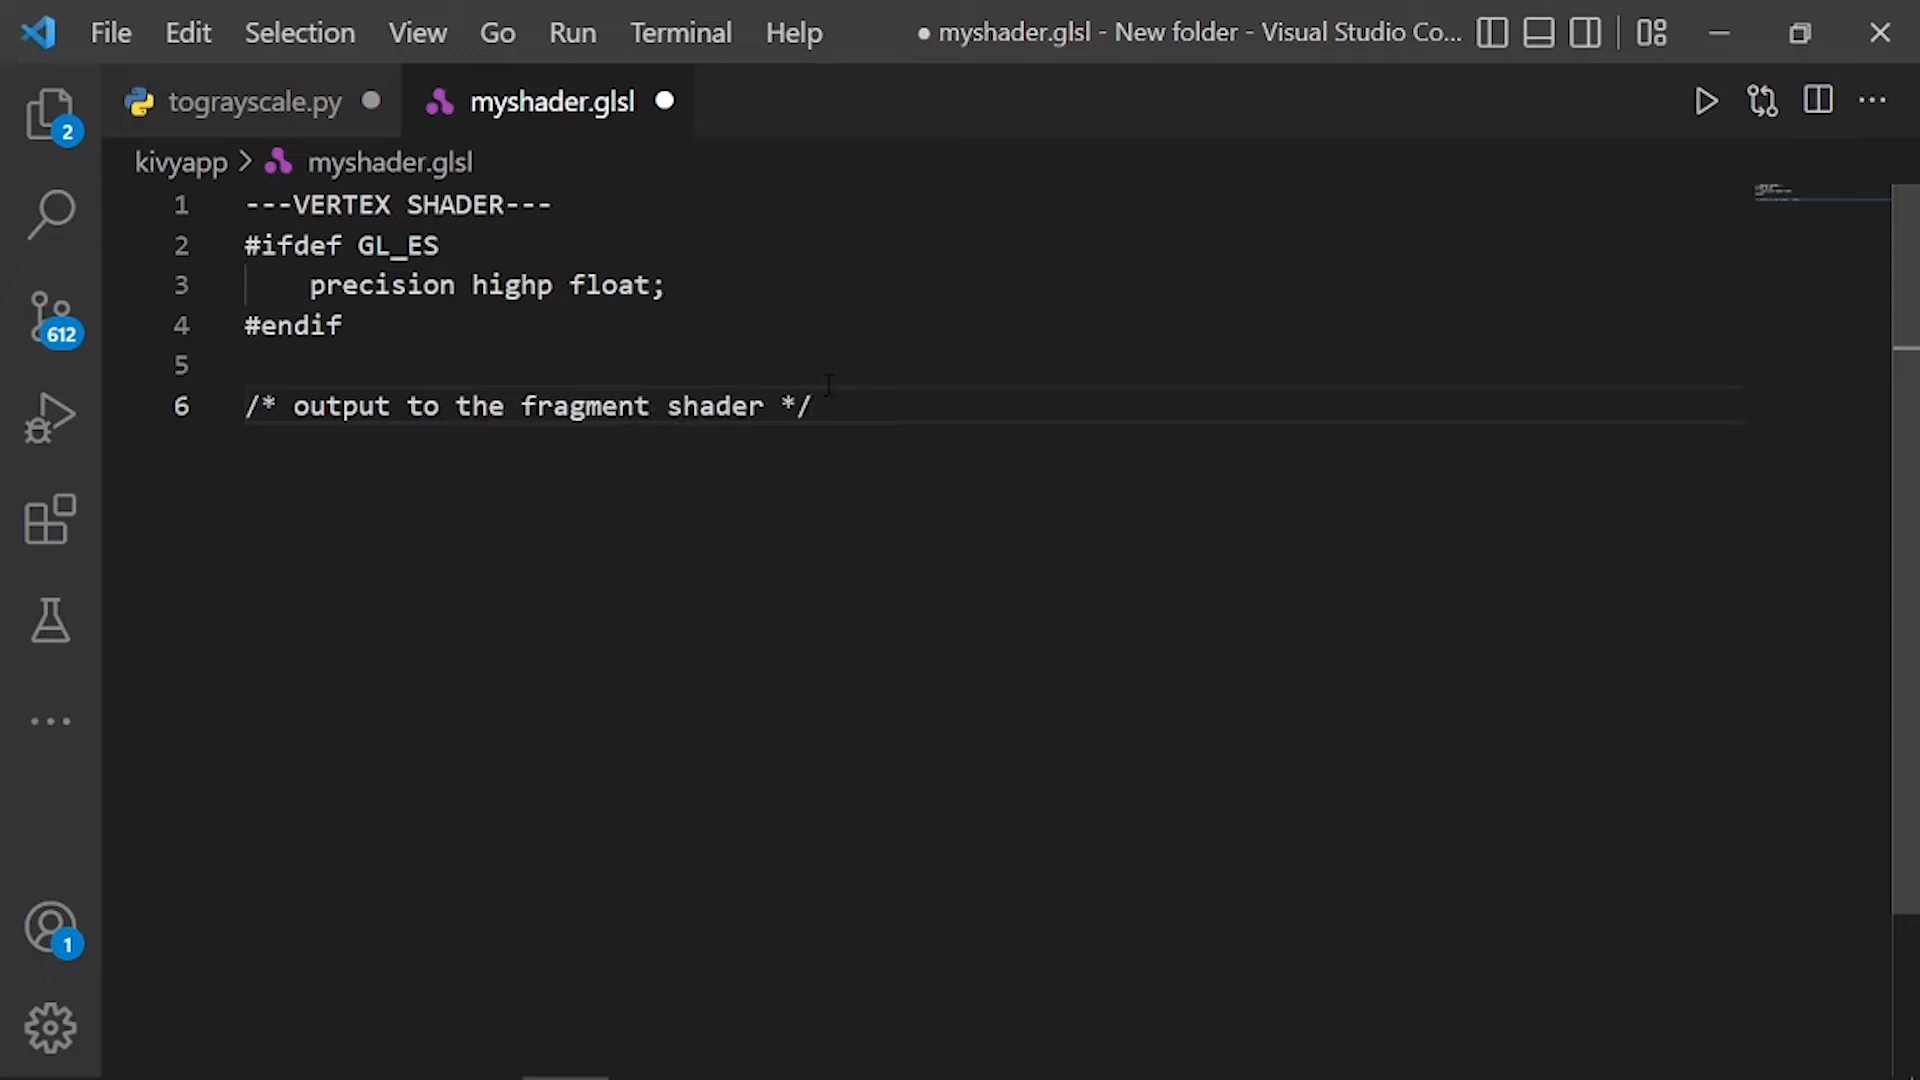 File Edit Selection View Go Run Terminal Help ● myshader.glsl - New folder - Visual Studio Co...
tograyscale.py myshader.glsl
kivyapp > myshader.glsl
1 ---VERTEX SHADER---
2 #ifdef GL_ES
3 precision highp float;
4 #endif
5
6 /* output to the fragment shader */
2
612
1